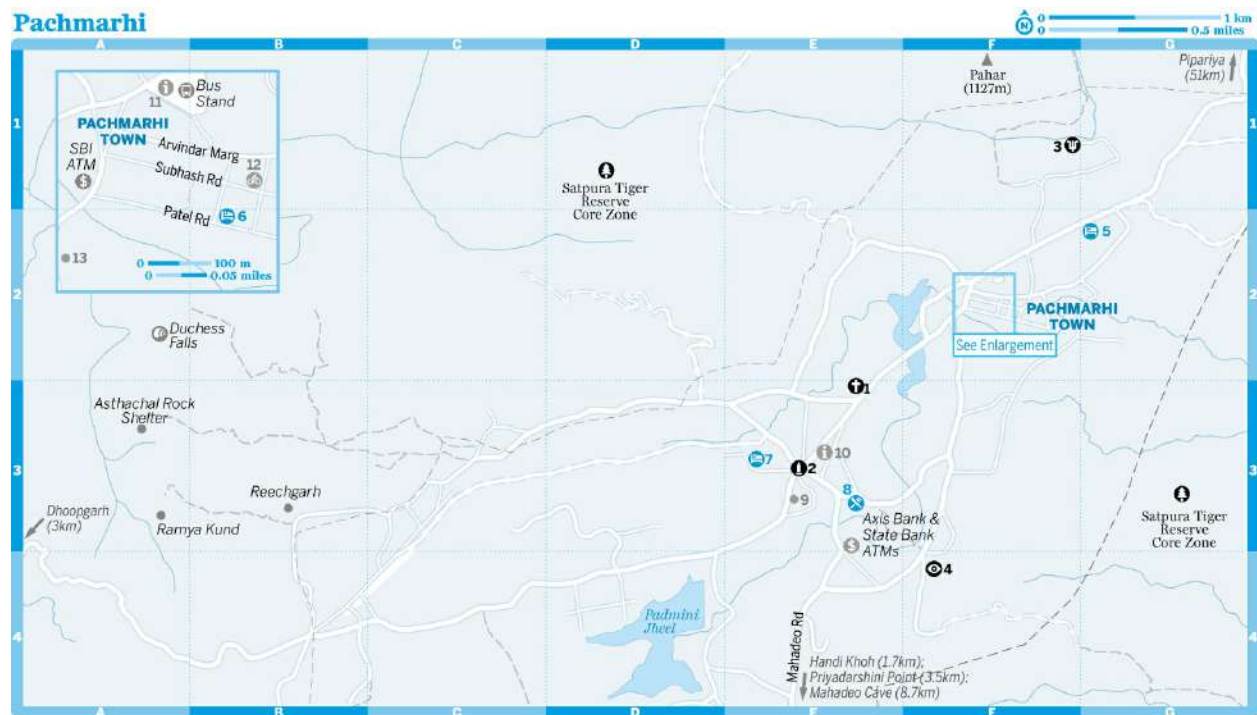 Pachmarhi
N
0 1 km
0 0.5 miles
A B C D E F G
1
2
3
4
Bus
Stand
11
PACHMARHI
TOWN
SBI
ATM
Arvindar Marg
12
Subhash Rd
Patel Rd
6
13
0 100 m
0 0.05 miles
Satpura Tiger
Reserve
Core Zone
Pahar
(1127m)
Pipariya
(51km)
3
5
PACHMARHI
TOWN
See Enlargement
Duchess
Falls
Asthachal Rock
Shelter
1
10
7
2
8
9
Axis Bank &
State Bank
ATMs
Reechgarh
Ramya Kund
Dhoopgarh
(3km)
Satpura Tiger
Reserve
Core Zone
4
Padmini
Jheel
Mahadeo Rd
Handi Khoh (1.7km);
Priyadarshini Point (3.5km);
Mahadeo Cave (8.7km)
1
2
3
4
A B C D E F G